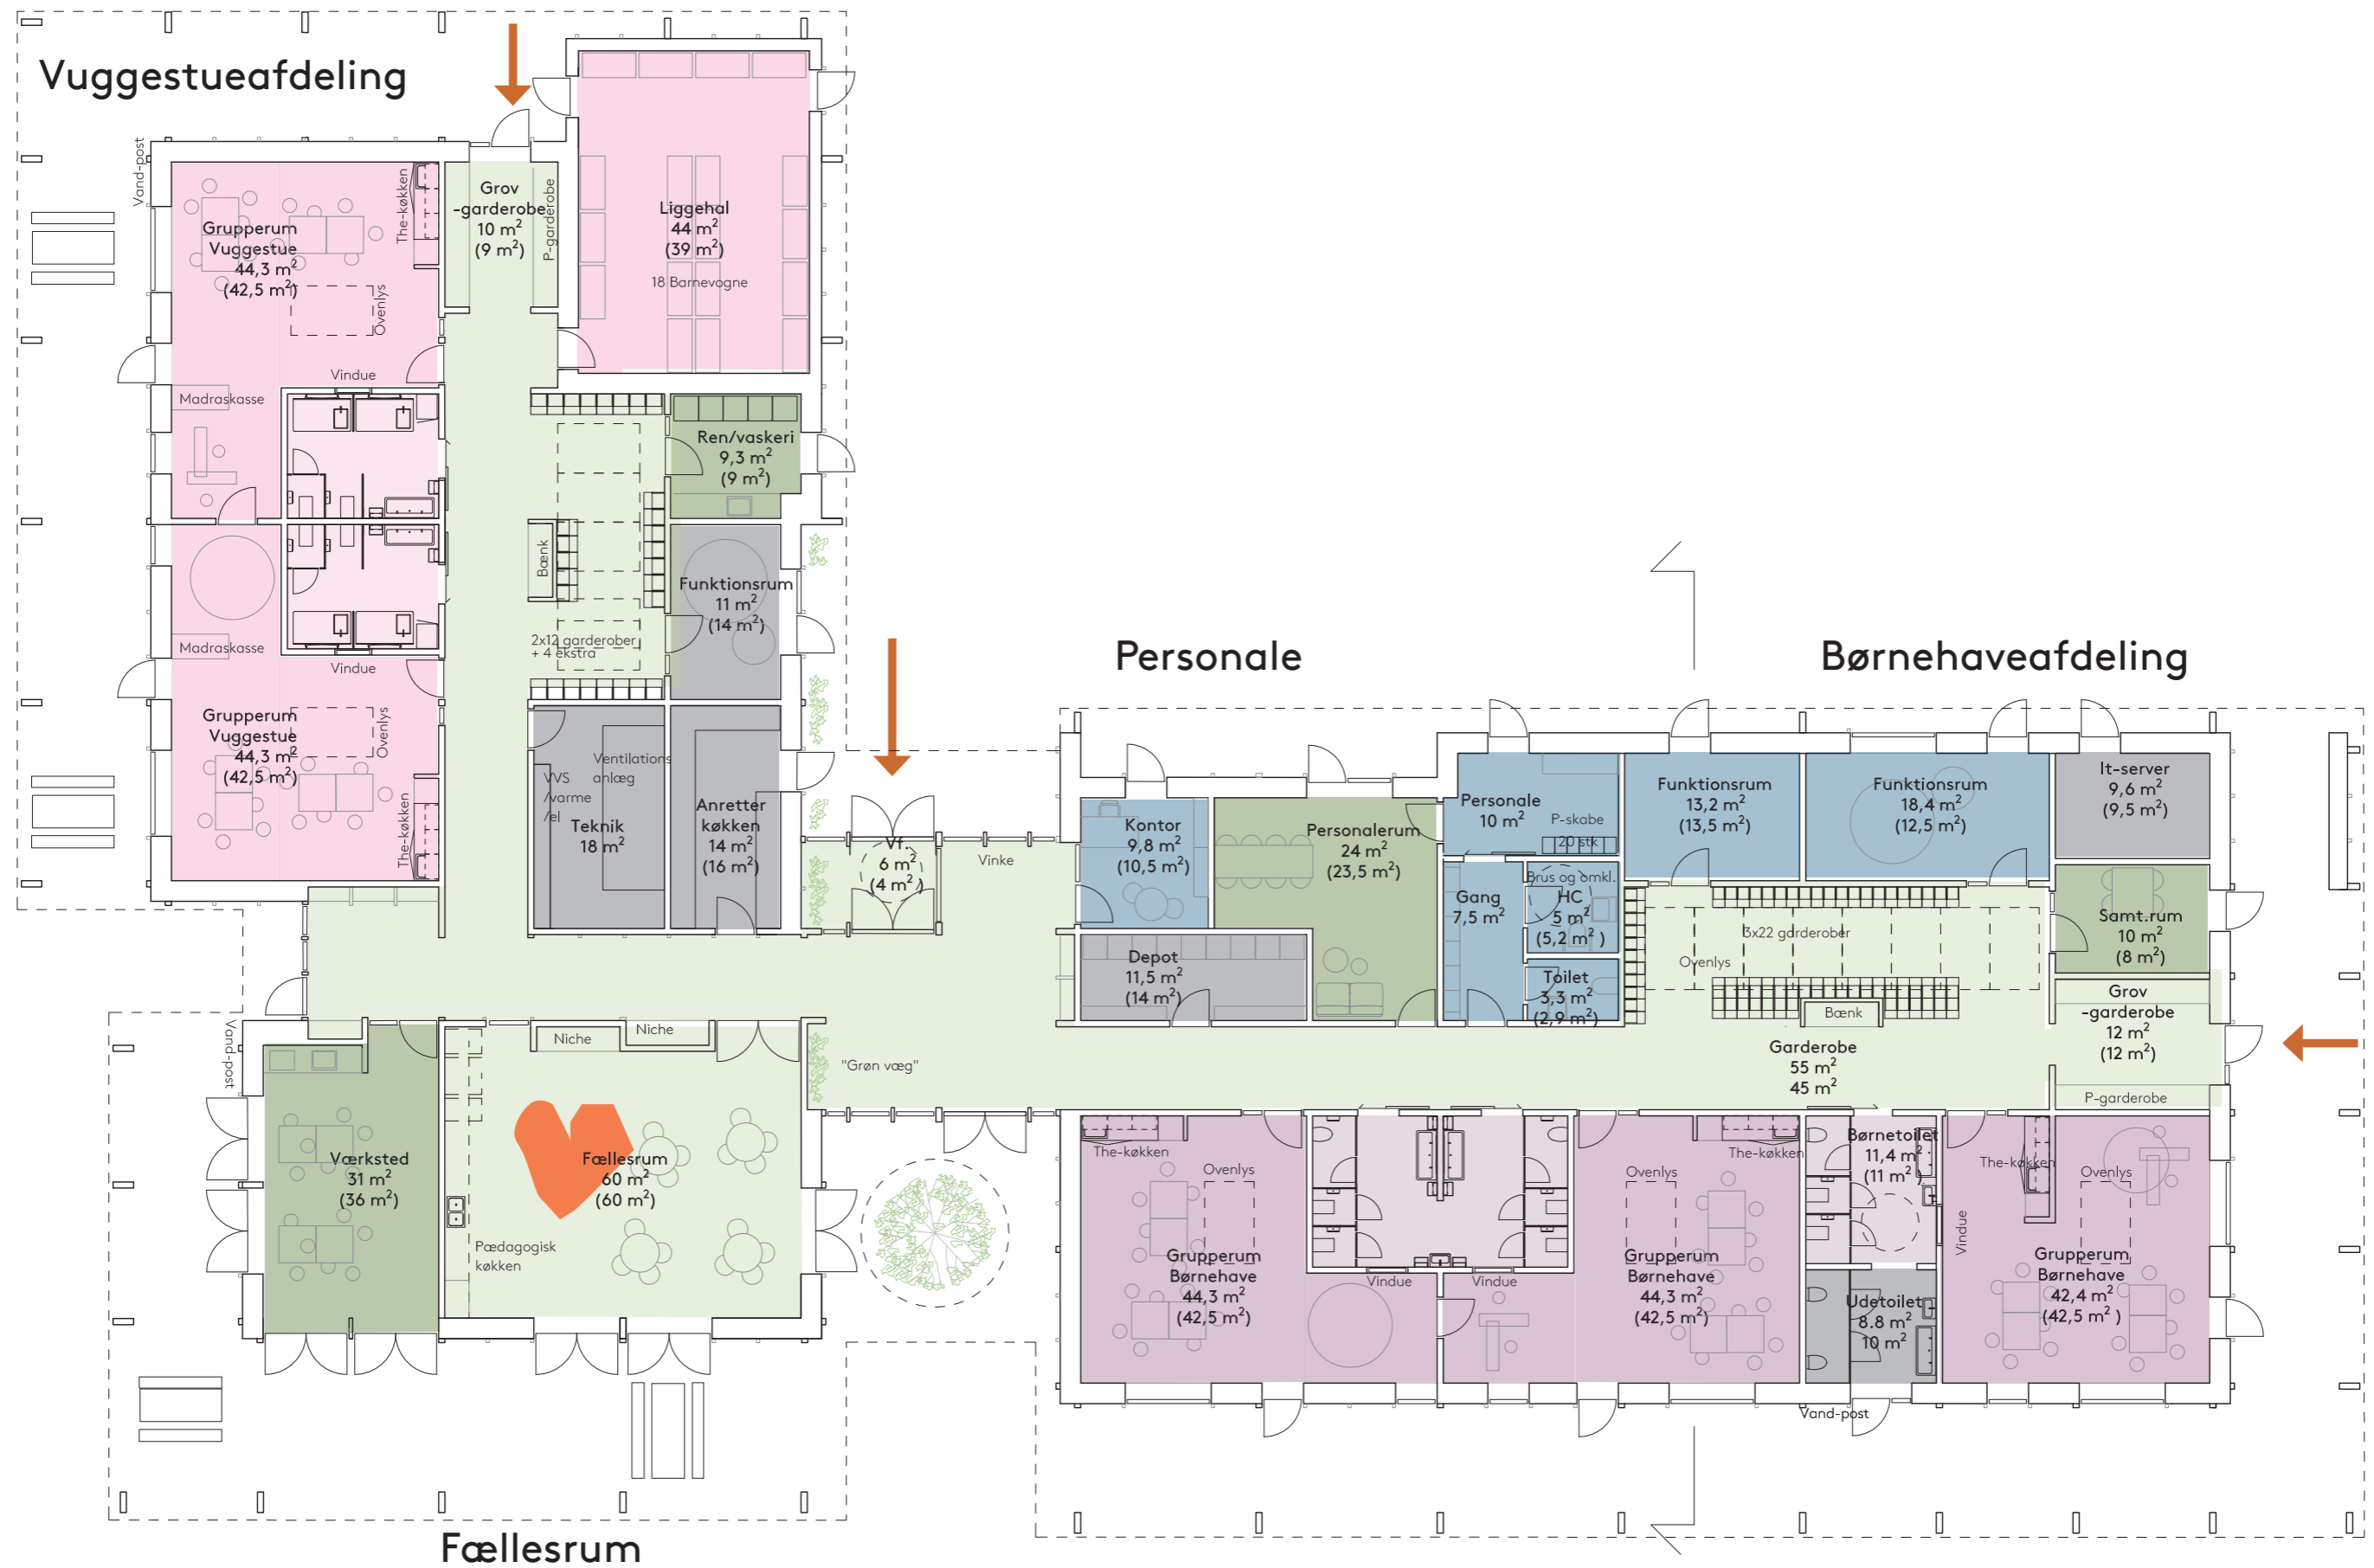 Vuggestueafdeling
Vand-post
Grupperum
Vuggestue
44,3 m²
(42,5 m²)
The-køkken
Ovenlys
Vindue
Madraskasse
Grov
-garderobe
10 m²
(9 m²)
P-garderobe
Liggehal
44 m²
(39 m²)
18 Barnevogne
Ren/vaskeri
9,3 m²
(9 m²)
Bænk
Funktionsrum
11 m²
(14 m²)
2x12 garderober
+ 4 ekstra
Madraskasse
Vindue
Grupperum
Vuggestue
44,3 m²
(42,5 m²)
Ovenlys
The-køkken
Ventilations
anlæg
VVS
/varme
/el
Teknik
18 m²
Anretter
køkken
14 m²
(16 m²)
Vf.
6 m²
(4 m²)
Vinke
Personale
Kontor
9,8 m²
(10,5 m²)
Personalerum
24 m²
(23,5 m²)
Depot
11,5 m²
(14 m²)
Personale
10 m²
P-skabe
20 stk
Gang
7,5 m²
Brus og omkl.
HC
5 m²
(5,2 m² )
Toilet
3,3 m²
(2,9 m²)
Børnehaveafdeling
Funktionsrum
13,2 m²
(13,5 m²)
Funktionsrum
18,4 m²
(12,5 m²)
It-server
9,6 m²
(9,5 m²)
3x22 garderober
Ovenlys
Samt.rum
10 m²
(8 m²)
Bænk
Grov
-garderobe
12 m²
(12 m²)
P-garderobe
Garderobe
55 m²
45 m²
Vand-post
Niche
Niche
"Grøn væg"
Værksted
31 m²
(36 m²)
Fællesrum
60 m²
(60 m²)
Pædagogisk
køkken
The-køkken
Ovenlys
Grupperum
Børnehave
44,3 m²
(42,5 m²)
Vindue
Vindue
The-køkken
Ovenlys
Grupperum
Børnehave
44,3 m²
(42,5 m²)
Børnetoilet
11,4 m²
(11 m²)
Udetoilet
8.8 m²
10 m²
Vand-post
The-køkken
Ovenlys
Vindue
Grupperum
Børnehave
42,4 m²
(42,5 m² )
Fællesrum